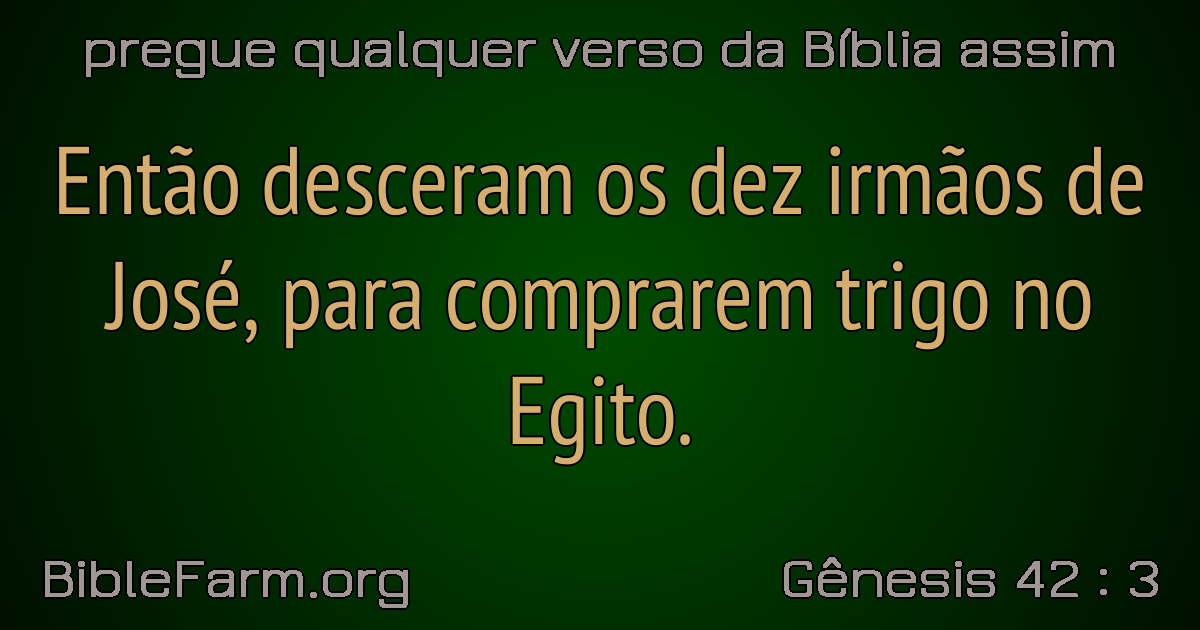 pregue qualquer verso da Bíblia assim
Então desceram os dez irmãos de
José, para comprarem trigo no
Egito.
BibleFarm.org
Gênesis 42 : 3